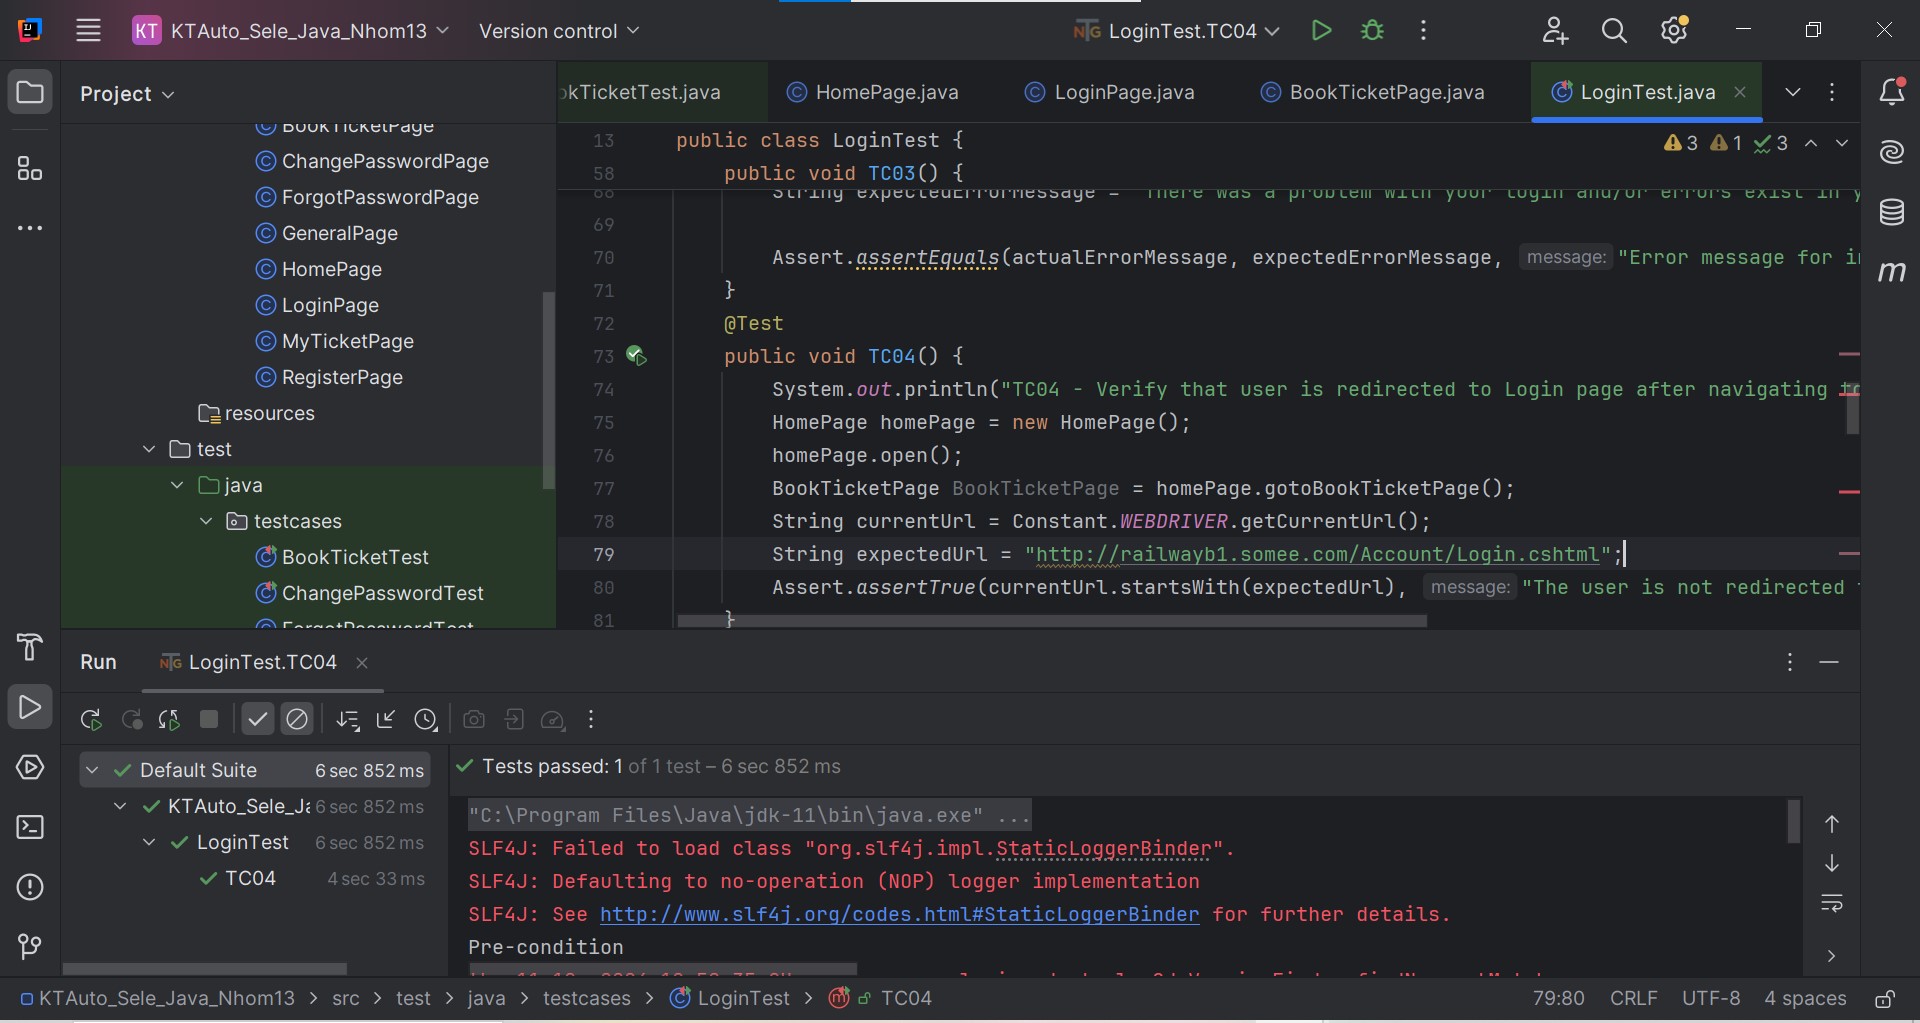 KT KTAuto_Sele_Java_Nhom13 Version control LoginTest.TC04
Project
BookTicketPage
ChangePasswordPage
ForgotPasswordPage
GeneralPage
HomePage
LoginPage
MyTicketPage
RegisterPage
resources
test
java
testcases
BookTicketTest
ChangePasswordTest
ForgotPasswordTest
okTicketTest.java HomePage.java LoginPage.java BookTicketPage.java LoginTest.java
3 1 3
13 public class LoginTest {
58 public void TC03() {
68 String expectedErrorMessage = "There was a problem with your login and/or errors exist in y
69
70 Assert.assertEquals(actualErrorMessage, expectedErrorMessage, message: "Error message for in
71 }
72 @Test
73 public void TC04() {
74 System.out.println("TC04 - Verify that user is redirected to Login page after navigating to
75 HomePage homePage = new HomePage();
76 homePage.open();
77 BookTicketPage BookTicketPage = homePage.gotoBookTicketPage();
78 String currentUrl = Constant.WEBDRIVER.getCurrentUrl();
79 String expectedUrl = "http://railwayb1.somee.com/Account/Login.cshtml";
80 Assert.assertTrue(currentUrl.startsWith(expectedUrl), message: "The user is not redirected
81 }
Run LoginTest.TC04
Default Suite 6 sec 852 ms
KTAuto_Sele_Ja 6 sec 852 ms
LoginTest 6 sec 852 ms
TC04 4 sec 33 ms
Tests passed: 1 of 1 test – 6 sec 852 ms
"C:\Program Files\Java\jdk-11\bin\java.exe" ...
SLF4J: Failed to load class "org.slf4j.impl.StaticLoggerBinder".
SLF4J: Defaulting to no-operation (NOP) logger implementation
SLF4J: See http://www.slf4j.org/codes.html#StaticLoggerBinder for further details.
Pre-condition
KTAuto_Sele_Java_Nhom13 > src > test > java > testcases > LoginTest > TC04
79:80 CRLF UTF-8 4 spaces